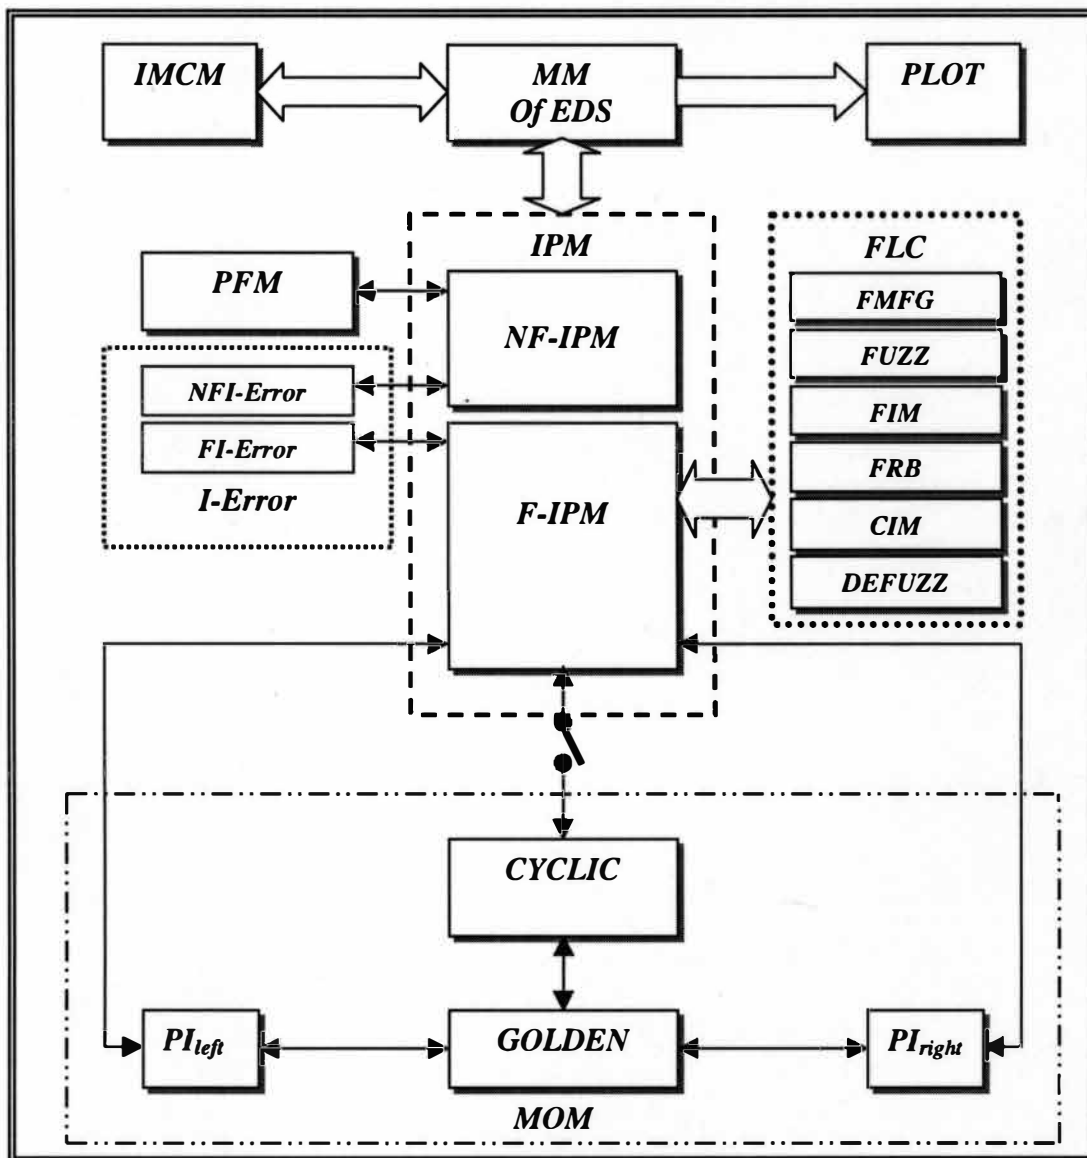 IMCM
MM
Of EDS
PLOT
IPM
FLC
PFM
NF-IPM
FMFG
FUZZ
NFI-Error
FIM
FI-Error
FRB
I-Error
F-IPM
CIM
DEFUZZ
CYCLIC
PIleft
GOLDEN
PIright
MOM